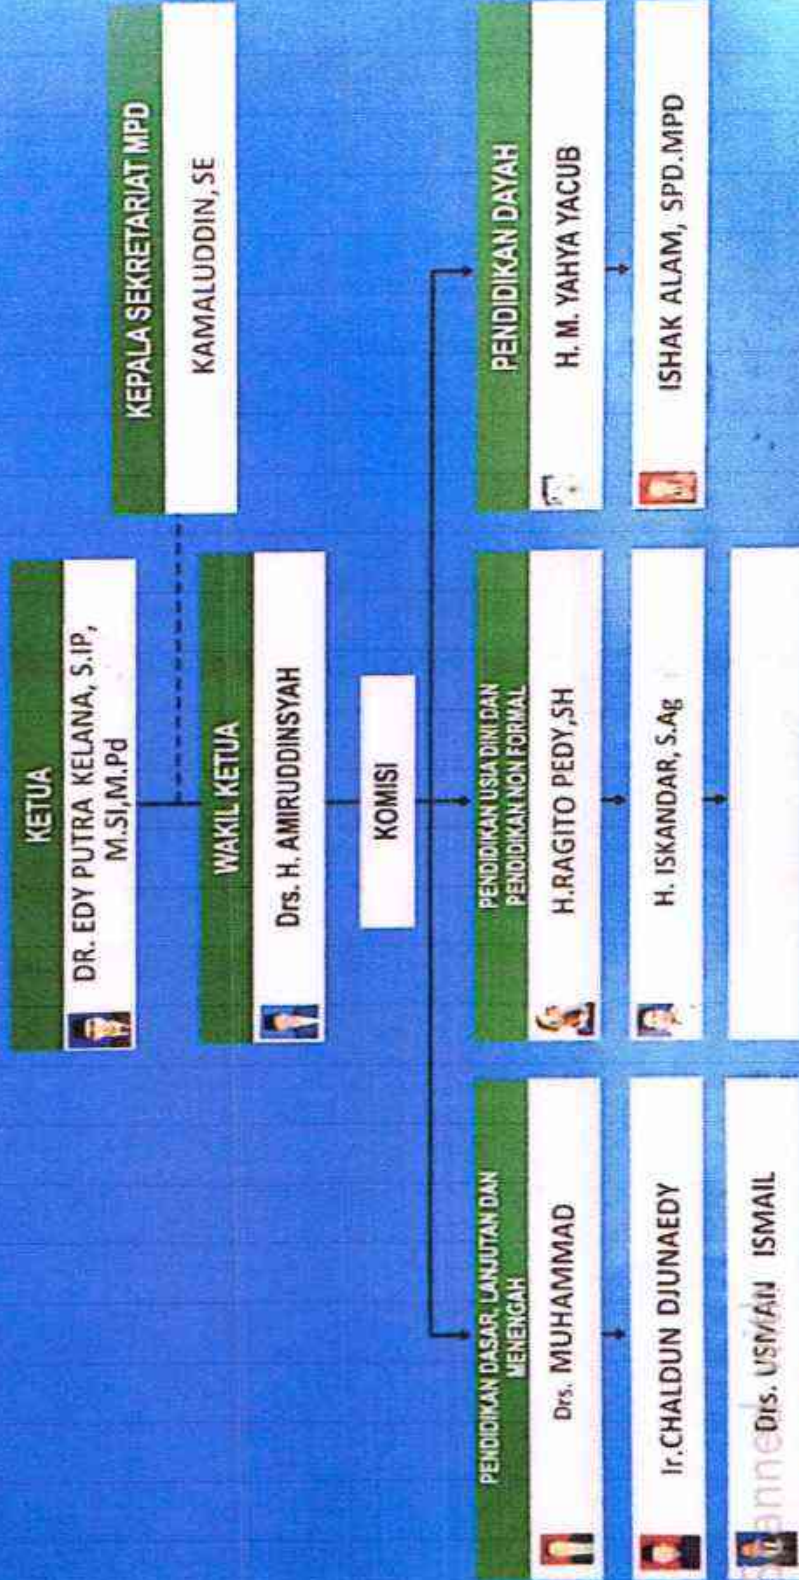 KETUA
DR. EDY PUTRA KELANA, S.IP,
M.SI,M.Pd
KEPALA SEKRETARIAT MPD
KAMALUDDIN, SE
WAKIL KETUA
Drs. H. AMIRUDDINSYAH
KOMISI
PENDIDIKAN DASAR, LANJUTAN DAN
MENENGAH
Drs. MUHAMMAD
Ir.CHALDUN DJUNAEDY
Drs. USMAN ISMAIL
PENDIDIKAN USIA DINI DAN
PENDIDIKAN NON FORMAL
H.RAGITO PEDY,SH
H. ISKANDAR, S.Ag
PENDIDIKAN DAYAH
H. M. YAHYA YACUB
ISHAK ALAM, SPD.MPD